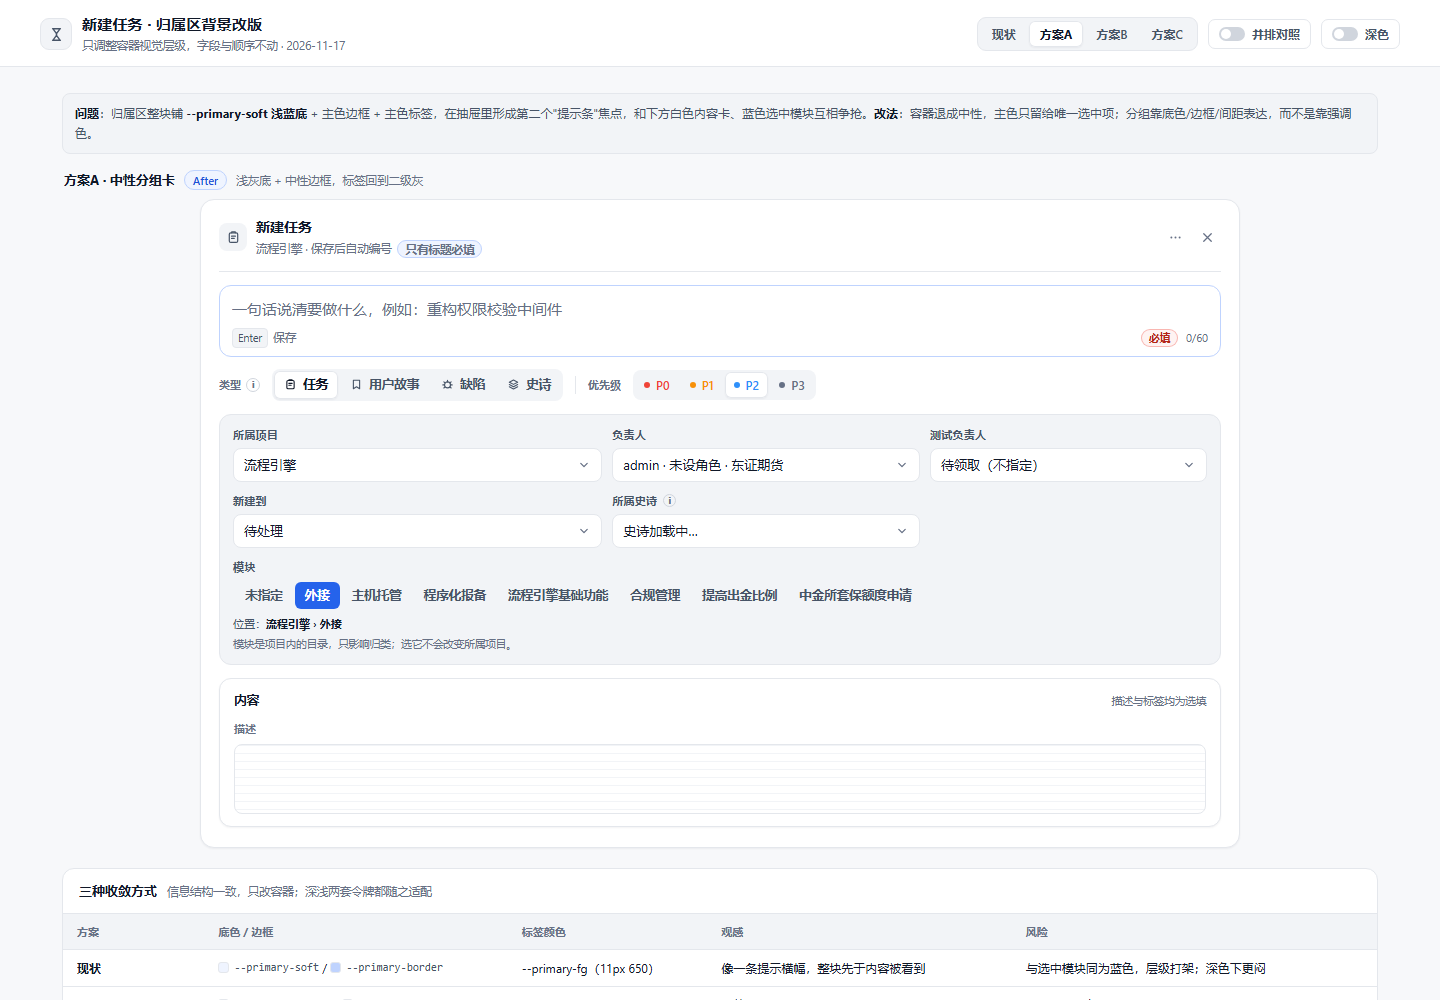 新建任务 · 归属区背景改版
只调整容器视觉层级，字段与顺序不动 · 2026-11-17
现状 方案A 方案B 方案C 并排对照 深色
问题：归属区整块铺 --primary-soft 浅蓝底 + 主色边框 + 主色标签，在抽屉里形成第二个"提示条"焦点，和下方白色内容卡、蓝色选中模块互相争抢。改法：容器退成中性，主色只留给唯一选中项；分组靠底色/边框/间距表达，而不是靠强调
色。
方案A · 中性分组卡 After 浅灰底 + 中性边框，标签回到二级灰
新建任务
流程引擎 · 保存后自动编号 只有标题必填
一句话说清要做什么，例如：重构权限校验中间件
Enter 保存 必填 0/60
类型 任务 用户故事 缺陷 史诗 优先级 P0 P1 P2 P3
所属项目 负责人 测试负责人
流程引擎 admin · 未设角色 · 东证期货 待领取（不指定）
新建到 所属史诗
待处理 史诗加载中...
模块
未指定 外接 主机托管 程序化报备 流程引擎基础功能 合规管理 提高出金比例 中金所套保额度申请
位置：流程引擎 › 外接
模块是项目内的目录，只影响归类；选它不会改变所属项目。
内容 描述与标签均为选填
描述
三种收敛方式 信息结构一致，只改容器；深浅两套令牌都随之适配
方案 底色 / 边框 标签颜色 观感 风险
现状 --primary-soft / --primary-border --primary-fg（11px 650） 像一条提示横幅，整块先于内容被看到 与选中模块同为蓝色，层级打架；深色下更闷